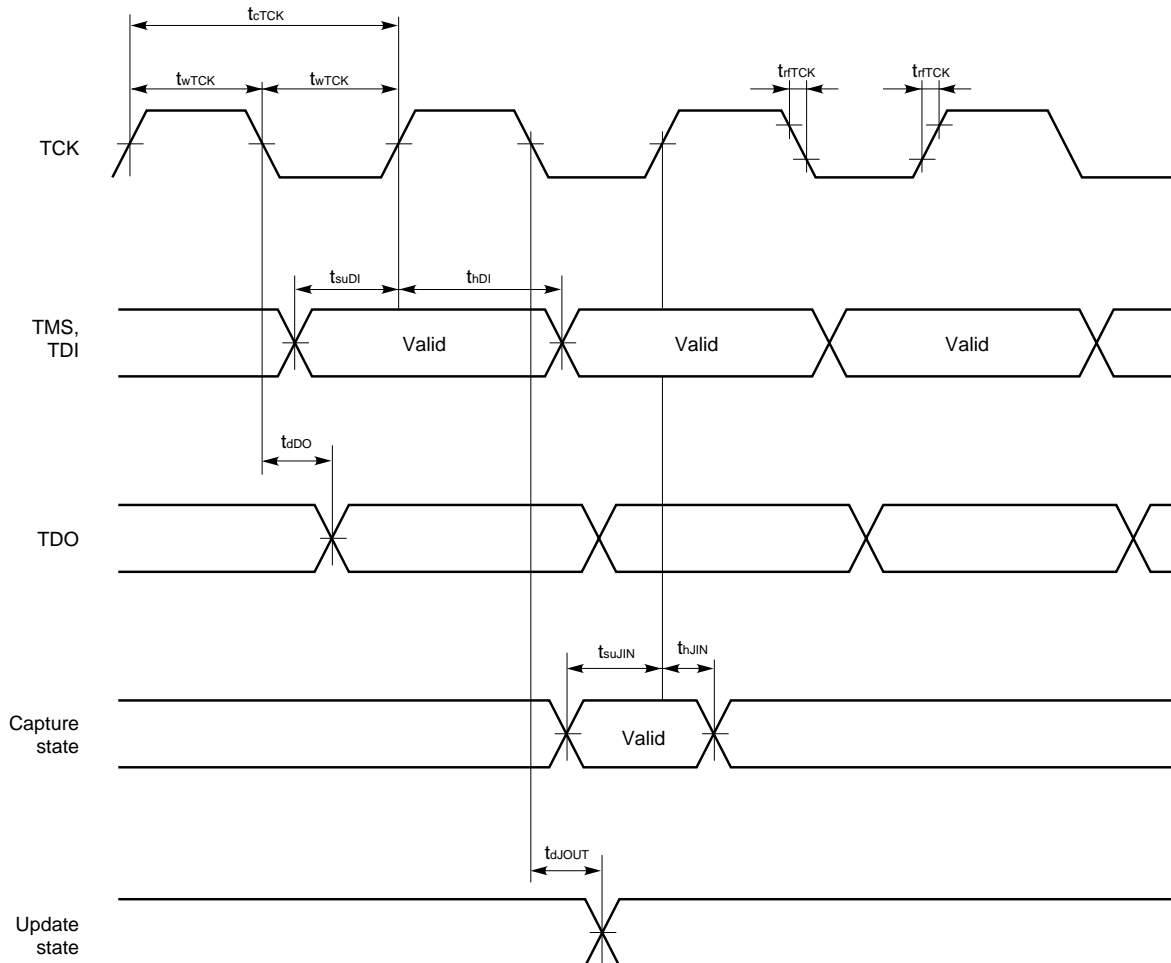 tcTCK
twTCK twTCK trfTCK trfTCK
TCK
tsuDI thDI
TMS,
TDI
Valid Valid Valid
tdDO
TDO
tsuJIN thJIN
Capture
state
Valid
tdJOUT
Update
state